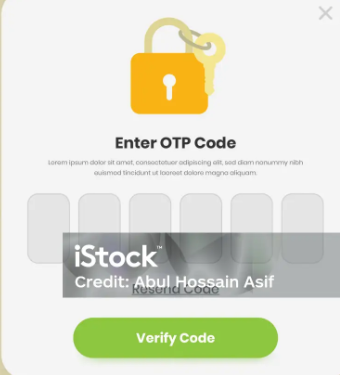 Enter OTP Code
Lorem ipsum dolor sit amet, consectetuer adipiscing elit, sed diam nonummy nibh
euismod tincidunt ut laoreet dolore magna aliquam
iStock™
Credit: Abul Hossain Asif
Resend Code
Verify Code